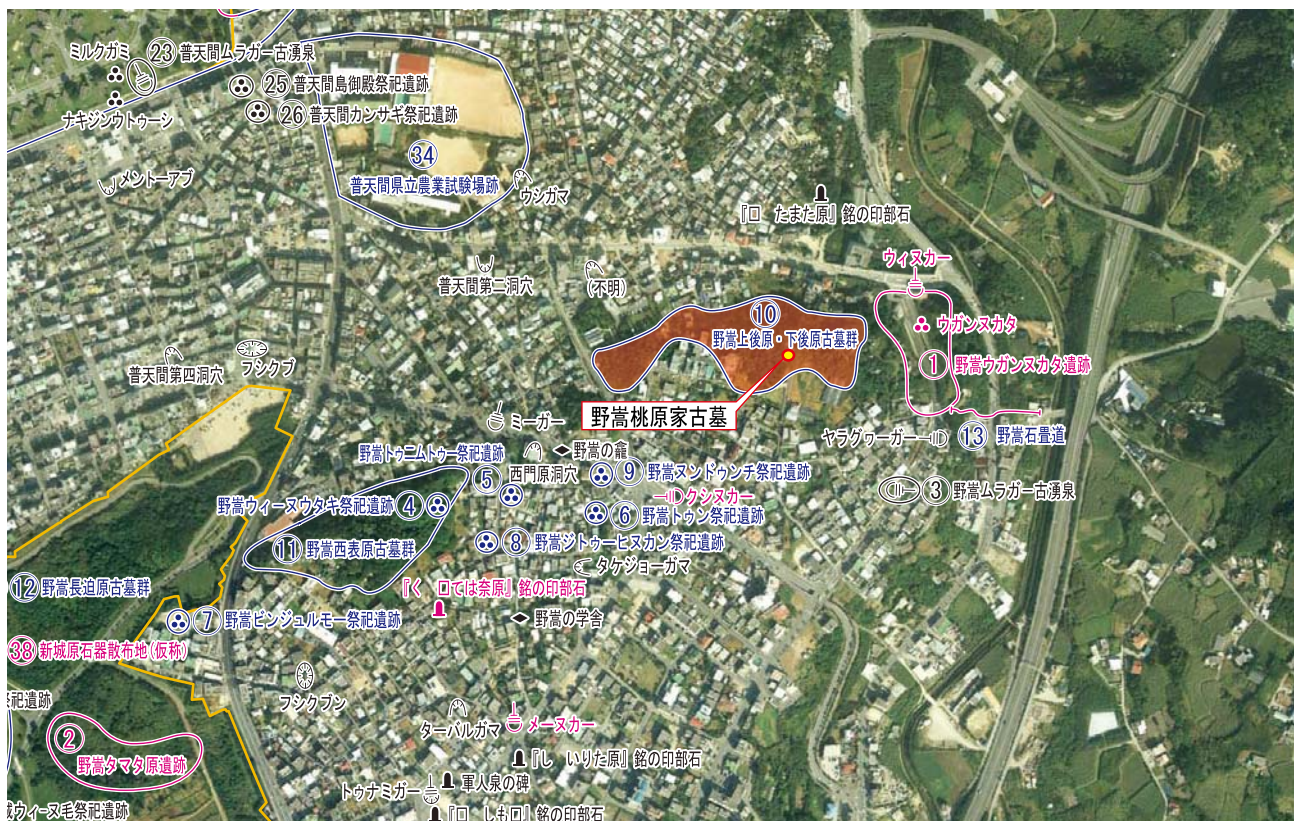 ミルクガミ
㉓ 普天間ムラガー古湧泉
㉕ 普天間島御殿祭祀遺跡
ナキジンウトゥーシ
㉖ 普天間カンサギ祭祀遺跡
㉞
普天間県立農業試験場跡
メントーアブ
ウシガマ
『口 たまた原』銘の印部石
ウィヌカー
普天間第二洞穴
(不明)
⑩
野嵩上後原・下後原古墓群
ウガンヌカタ
① 野嵩ウガンヌカタ遺跡
フシクブ
普天間第四洞穴
野嵩桃原家古墓
ミーガー
ヤラグヮーガー
⑬ 野嵩石畳道
野嵩トゥニムトゥー祭祀遺跡
⑤
野嵩の龕
西門原洞穴
⑨ 野嵩ヌンドゥンチ祭祀遺跡
③ 野嵩ムラガー古湧泉
クシヌカー
野嵩ウィーヌウタキ祭祀遺跡 ④
⑥ 野嵩トゥン祭祀遺跡
⑧ 野嵩ジトゥーヒヌカン祭祀遺跡
⑪ 野嵩西表原古墓群
タケジョーガマ
⑫ 野嵩長迫原古墓群
『く 口ては奈原』銘の印部石
⑦ 野嵩ビンジュルモー祭祀遺跡
野嵩の学舎
㊳ 新城原石器散布地(仮称)
フシクブン
祭祀遺跡
ターバルガマ
メーヌカー
②
野嵩タマタ原遺跡
『し いりた原』銘の印部石
軍人泉の碑
トゥナミガー
城ウィーヌ毛祭祀遺跡